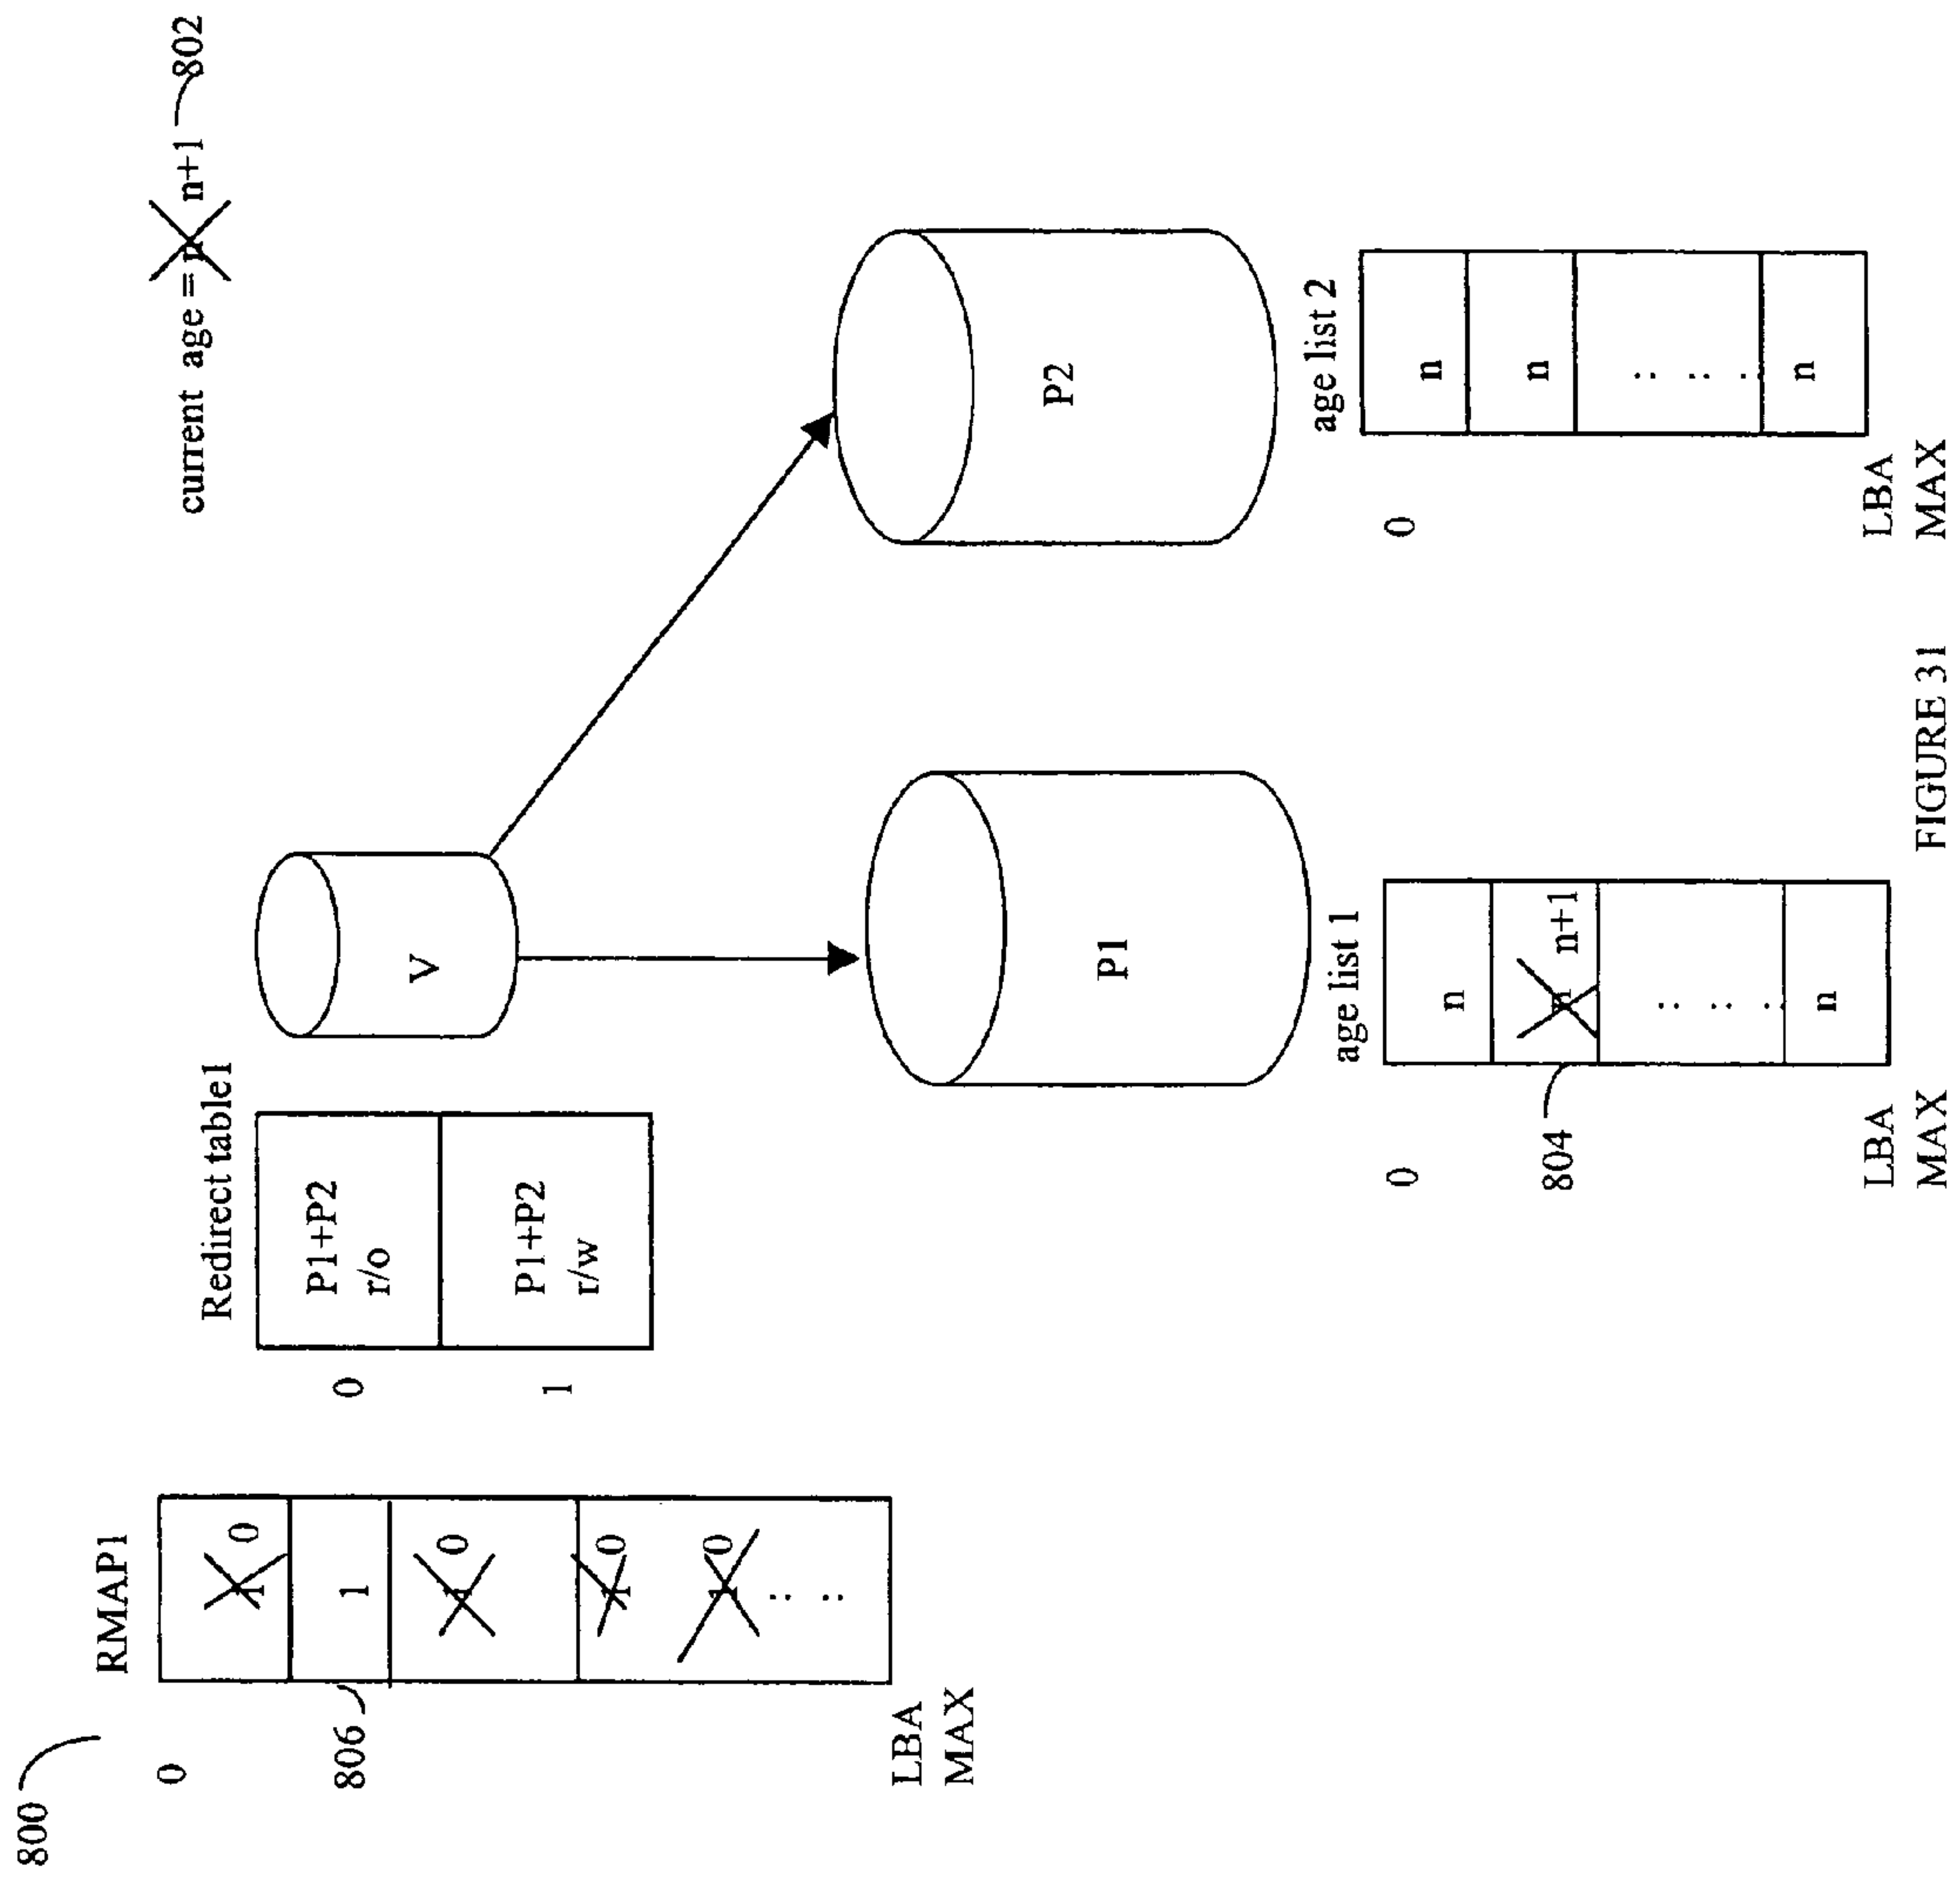 800
current age = n n+1 802
RMAP1
0
1 0
806
1
1 0
1 0
1 0
:
:
LBA
MAX
Redirect table1
0
P1+P2
r/o
1
P1+P2
r/w
V
P1
P2
age list 1
0
n
804
n n+1
:
:
:
n
LBA
MAX
age list 2
0
n
n
:
:
:
n
LBA
MAX
FIGURE 31